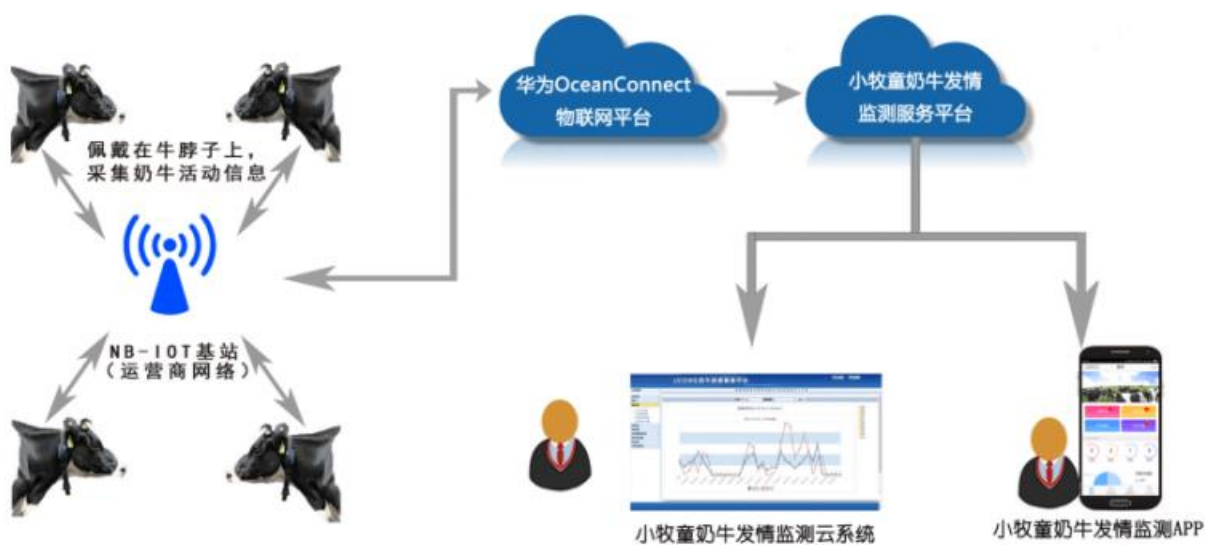 华为OceanConnect
物联网平台
小牧童奶牛发情
监测服务平台
佩戴在牛脖子上，
采集奶牛活动信息
NB-IOT基站
（运营商网络）
小牧童奶牛发情监测云系统
小牧童奶牛发情监测APP